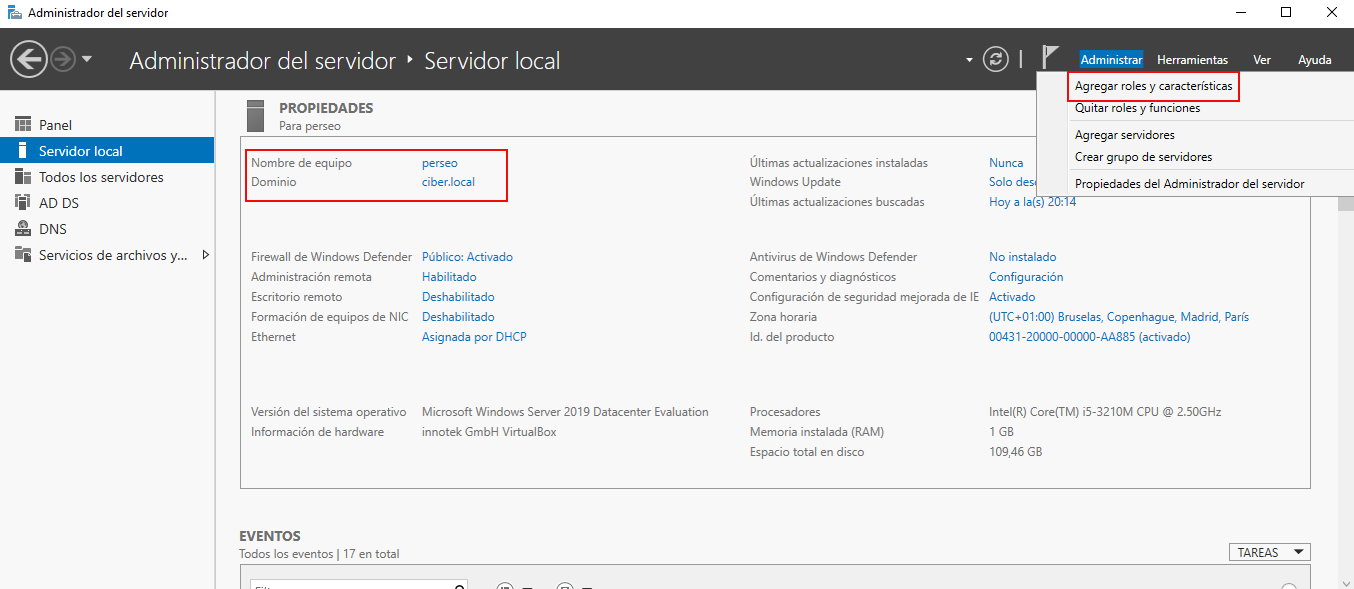 Administrador del servidor
Administrador del servidor ‣ Servidor local
Administrar Herramientas Ver Ayuda
Agregar roles y características
Quitar roles y funciones
Agregar servidores
Crear grupo de servidores
Propiedades del Administrador del servidor
Panel
Servidor local
Todos los servidores
AD DS
DNS
Servicios de archivos y...
PROPIEDADES
Para perseo
Nombre de equipo perseo
Dominio ciber.local
Últimas actualizaciones instaladas Nunca
Windows Update Solo desc
Últimas actualizaciones buscadas Hoy a la(s) 20:14
Firewall de Windows Defender Público: Activado
Administración remota Habilitado
Escritorio remoto Deshabilitado
Formación de equipos de NIC Deshabilitado
Ethernet Asignada por DHCP
Antivirus de Windows Defender No instalado
Comentarios y diagnósticos Configuración
Configuración de seguridad mejorada de IE Activado
Zona horaria (UTC+01:00) Bruselas, Copenhague, Madrid, París
Id. del producto 00431-20000-00000-AA885 (activado)
Versión del sistema operativo Microsoft Windows Server 2019 Datacenter Evaluation
Información de hardware innotek GmbH VirtualBox
Procesadores Intel(R) Core(TM) i5-3210M CPU @ 2.50GHz
Memoria instalada (RAM) 1 GB
Espacio total en disco 109,46 GB
EVENTOS
Todos los eventos | 17 en total
TAREAS